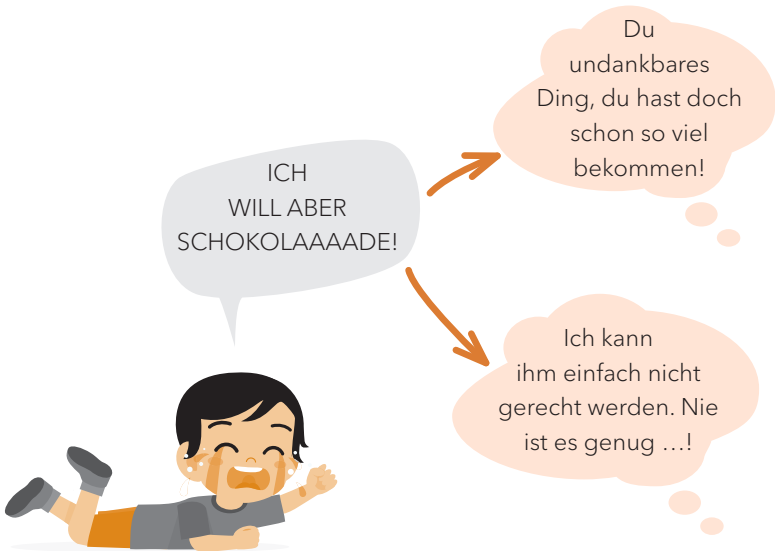 ICH
WILL ABER
SCHOKOLAAAADE!
Du
undankbares
Ding, du hast doch
schon so viel
bekommen!
Ich kann
ihm einfach nicht
gerecht werden. Nie
ist es genug …!